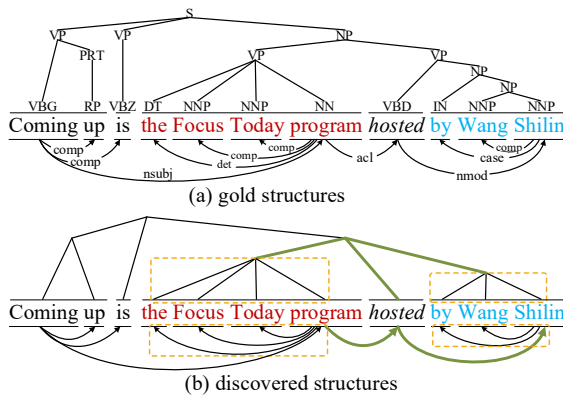 S
VP VP NP
PRT VP VP
NP
NP
VBG RP VBZ DT NNP NNP NN VBD IN NNP NNP
Coming up is the Focus Today program hosted by Wang Shilin
comp comp comp comp
comp det acl case
nsubj nmod
(a) gold structures
Coming up is the Focus Today program hosted by Wang Shilin
(b) discovered structures